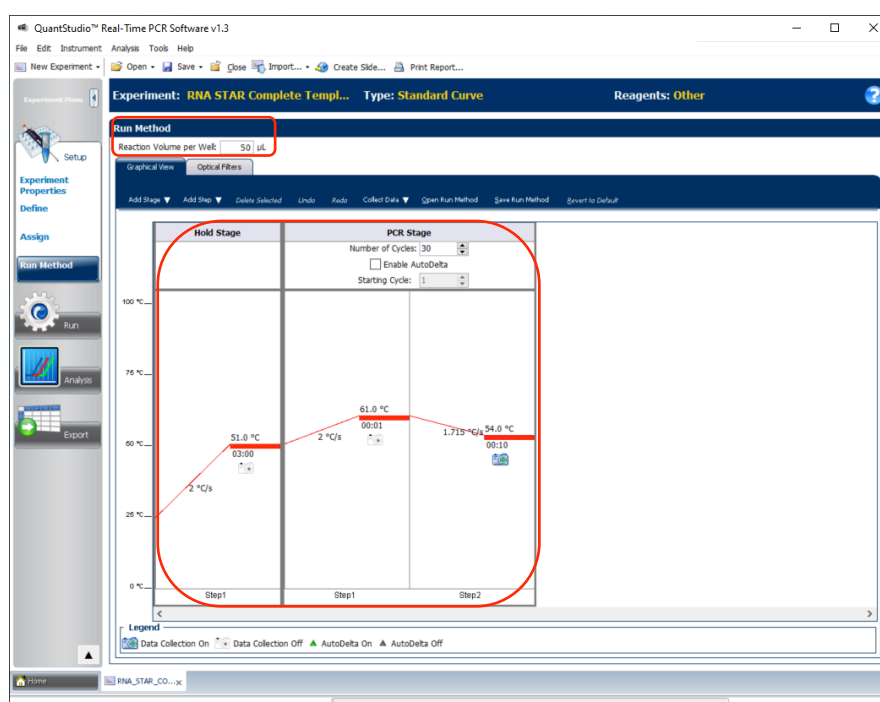 QuantStudio™ Real-Time PCR Software v1.3
File Edit Instrument Analysis Tools Help
New Experiment Open Save Close Import... Create Slide... Print Report...
Experiment Menu
Experiment: RNA STAR Complete Templ... Type: Standard Curve Reagents: Other
Run Method
Reaction Volume per Well: 50 µL
Setup
Graphical View Optical Filters
Experiment
Properties
Define
Assign
Run Method
Run
Analysis
Export
Add Stage Add Step Delete Selected Undo Redo Collect Data Open Run Method Save Run Method Revert to Default
Hold Stage PCR Stage
Number of Cycles: 30
Enable AutoDelta
Starting Cycle: 1
100 °C
75 °C
50 °C
25 °C
0 °C
2 °C/s
51.0 °C
03:00
2 °C/s
61.0 °C
00:01
1.715 °C/s
54.0 °C
00:10
Step1 Step1 Step2
Legend
Data Collection On Data Collection Off AutoDelta On AutoDelta Off
Home RNA_STAR_CO...x